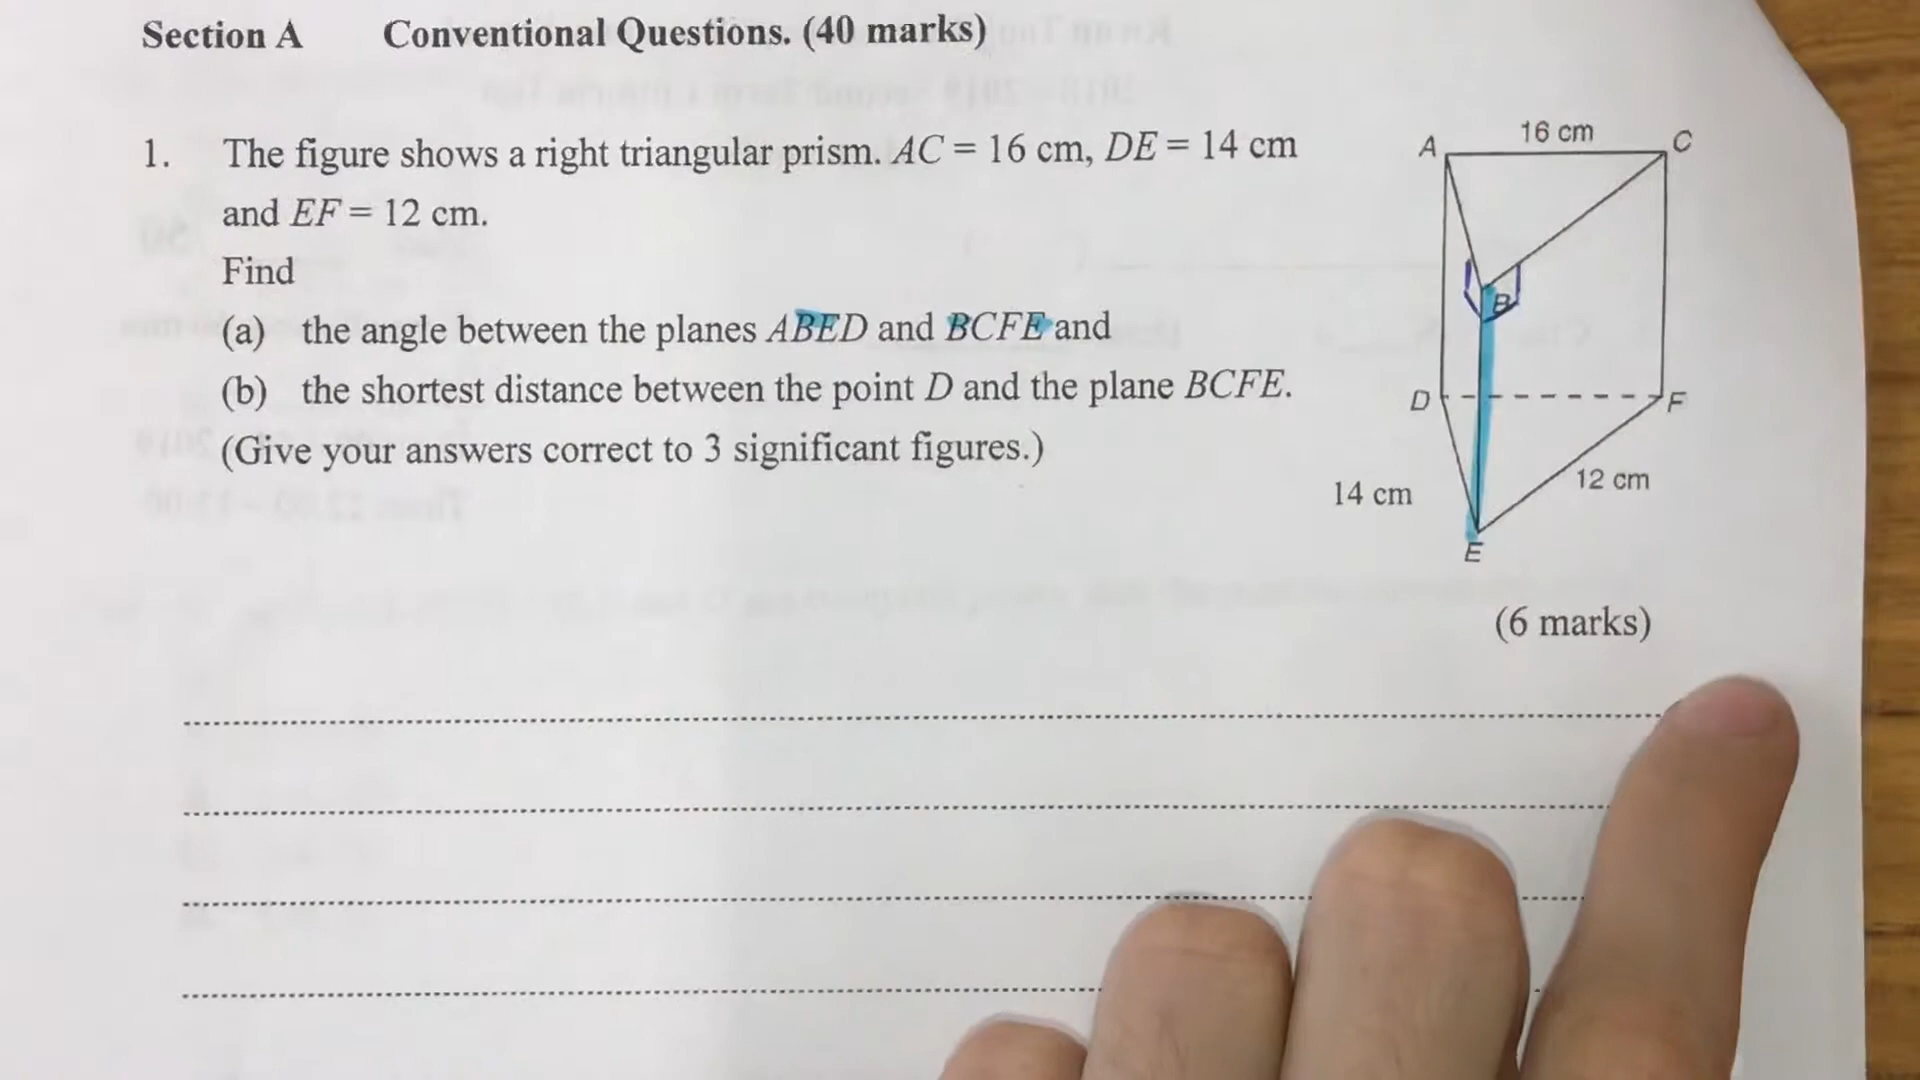 Section A Conventional Questions. (40 marks)
1. The figure shows a right triangular prism. AC = 16 cm, DE = 14 cm
and EF = 12 cm.
Find
(a) the angle between the planes ABED and BCFE and
(b) the shortest distance between the point D and the plane BCFE.
(Give your answers correct to 3 significant figures.)
A 16 cm C
B
D F
14 cm 12 cm
E
(6 marks)